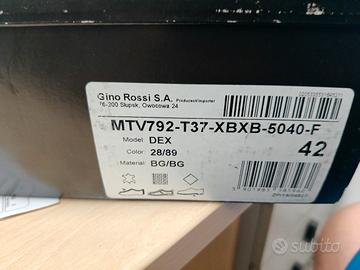 Gino Rossi S.A. Producent/Importer
76-200 Słupsk, Owocowa 24
MTV792-T37-XBXB-5040-F
Model: DEX
42
Color: 28/89
Material: BG/BG
subito